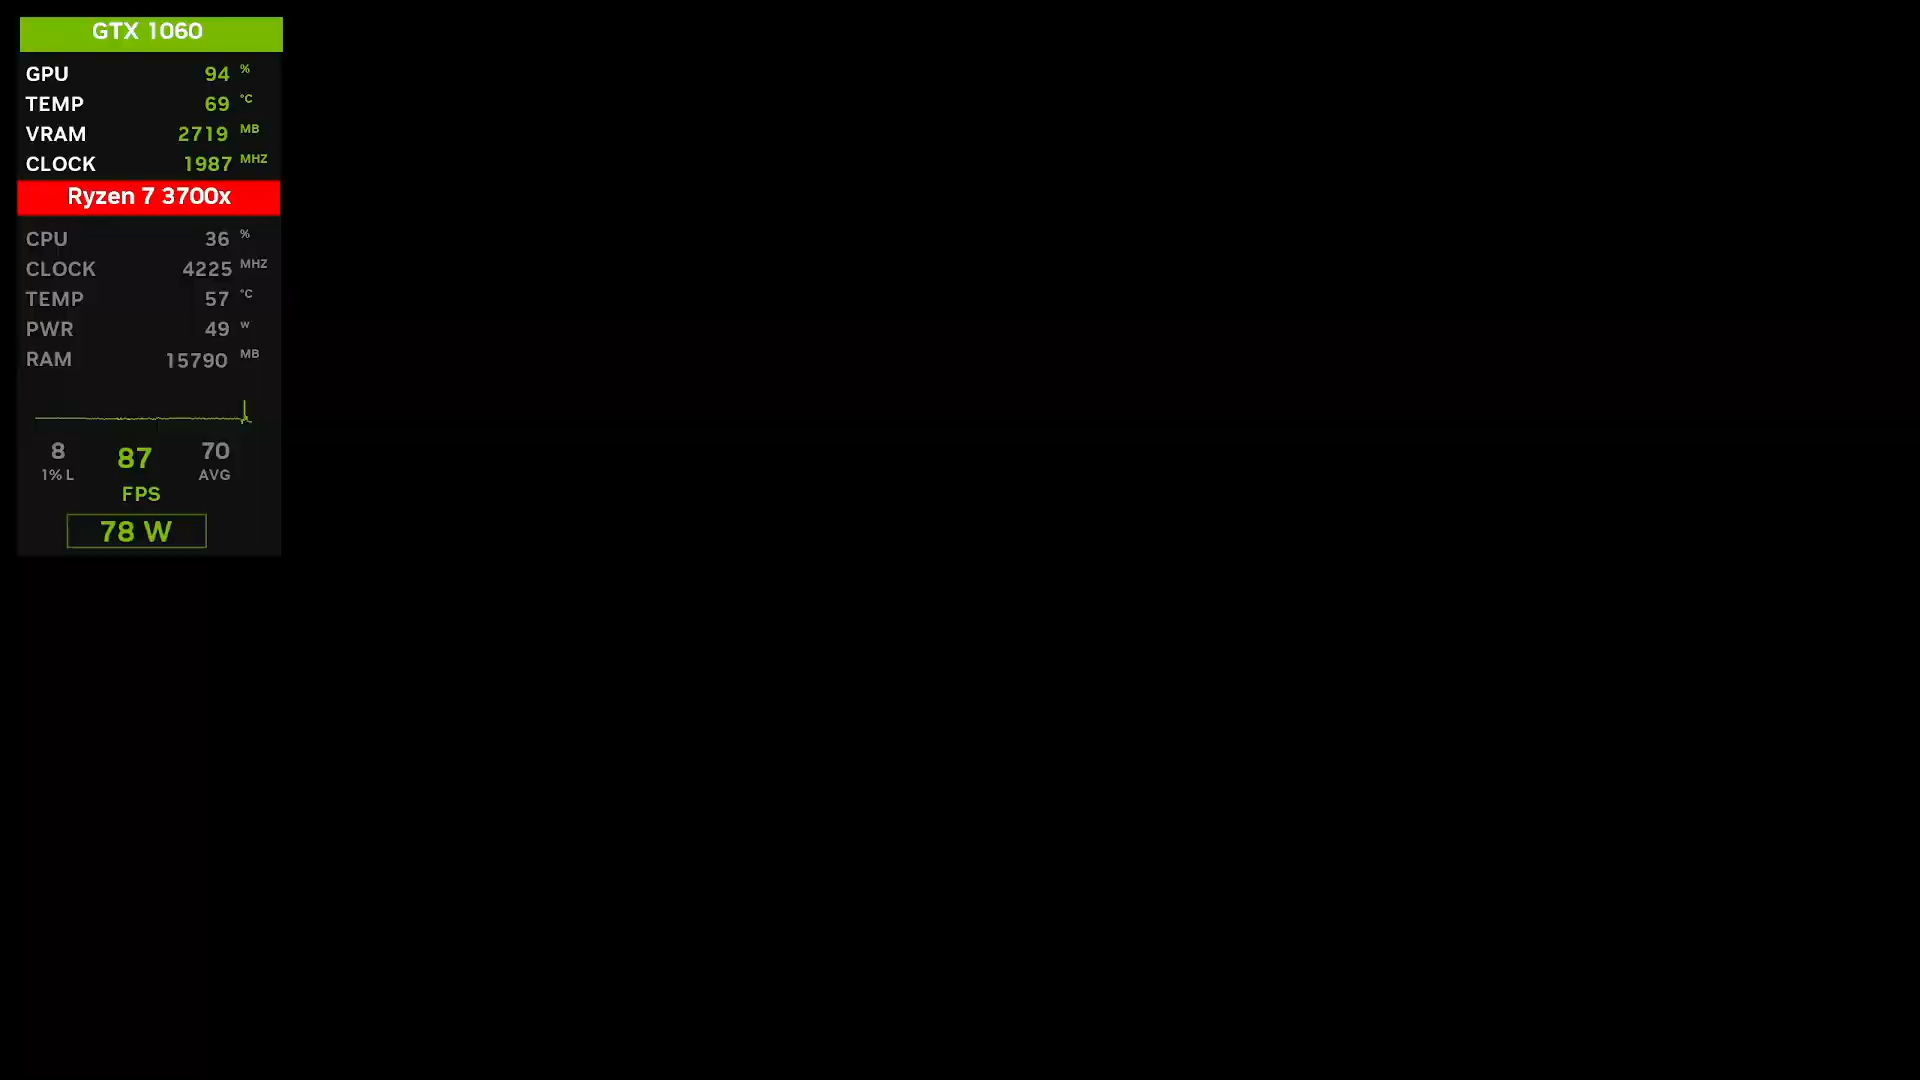 GTX 1060
GPU 94 %
TEMP 69 °C
VRAM 2719 MB
CLOCK 1987 MHZ
Ryzen 7 3700x
CPU 36 %
CLOCK 4225 MHZ
TEMP 57 °C
PWR 49 W
RAM 15790 MB
8 87 70
1% L AVG
FPS
78 W